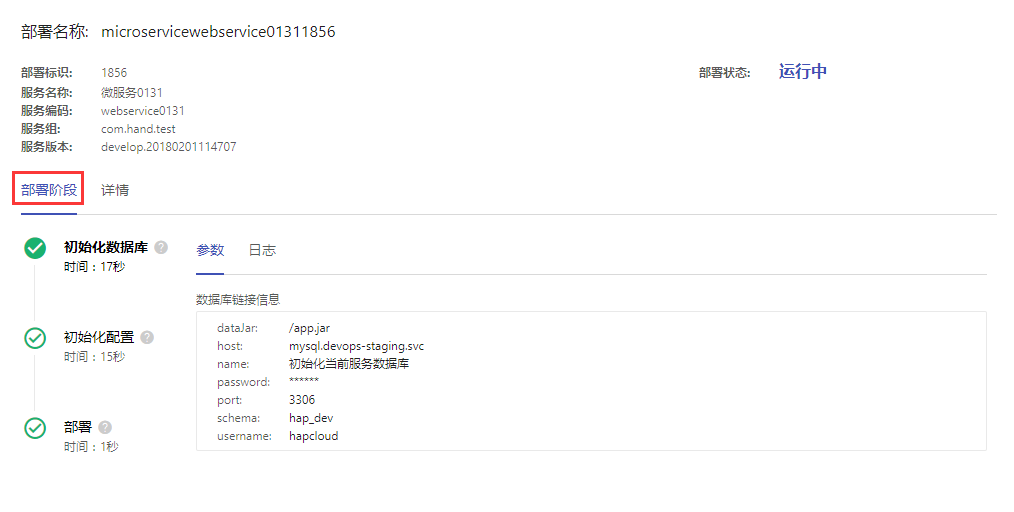 部署名称: microservicewebservice01311856
部署标识: 1856
部署状态: 运行中
服务名称: 微服务0131
服务编码: webservice0131
服务组: com.hand.test
服务版本: develop.20180201114707
部署阶段 详情
初始化数据库 ?
时间：17秒
初始化配置 ?
时间：15秒
部署 ?
时间：1秒
参数 日志
数据库链接信息
dataJar: /app.jar
host: mysql.devops-staging.svc
name: 初始化当前服务数据库
password: ******
port: 3306
schema: hap_dev
username: hapcloud